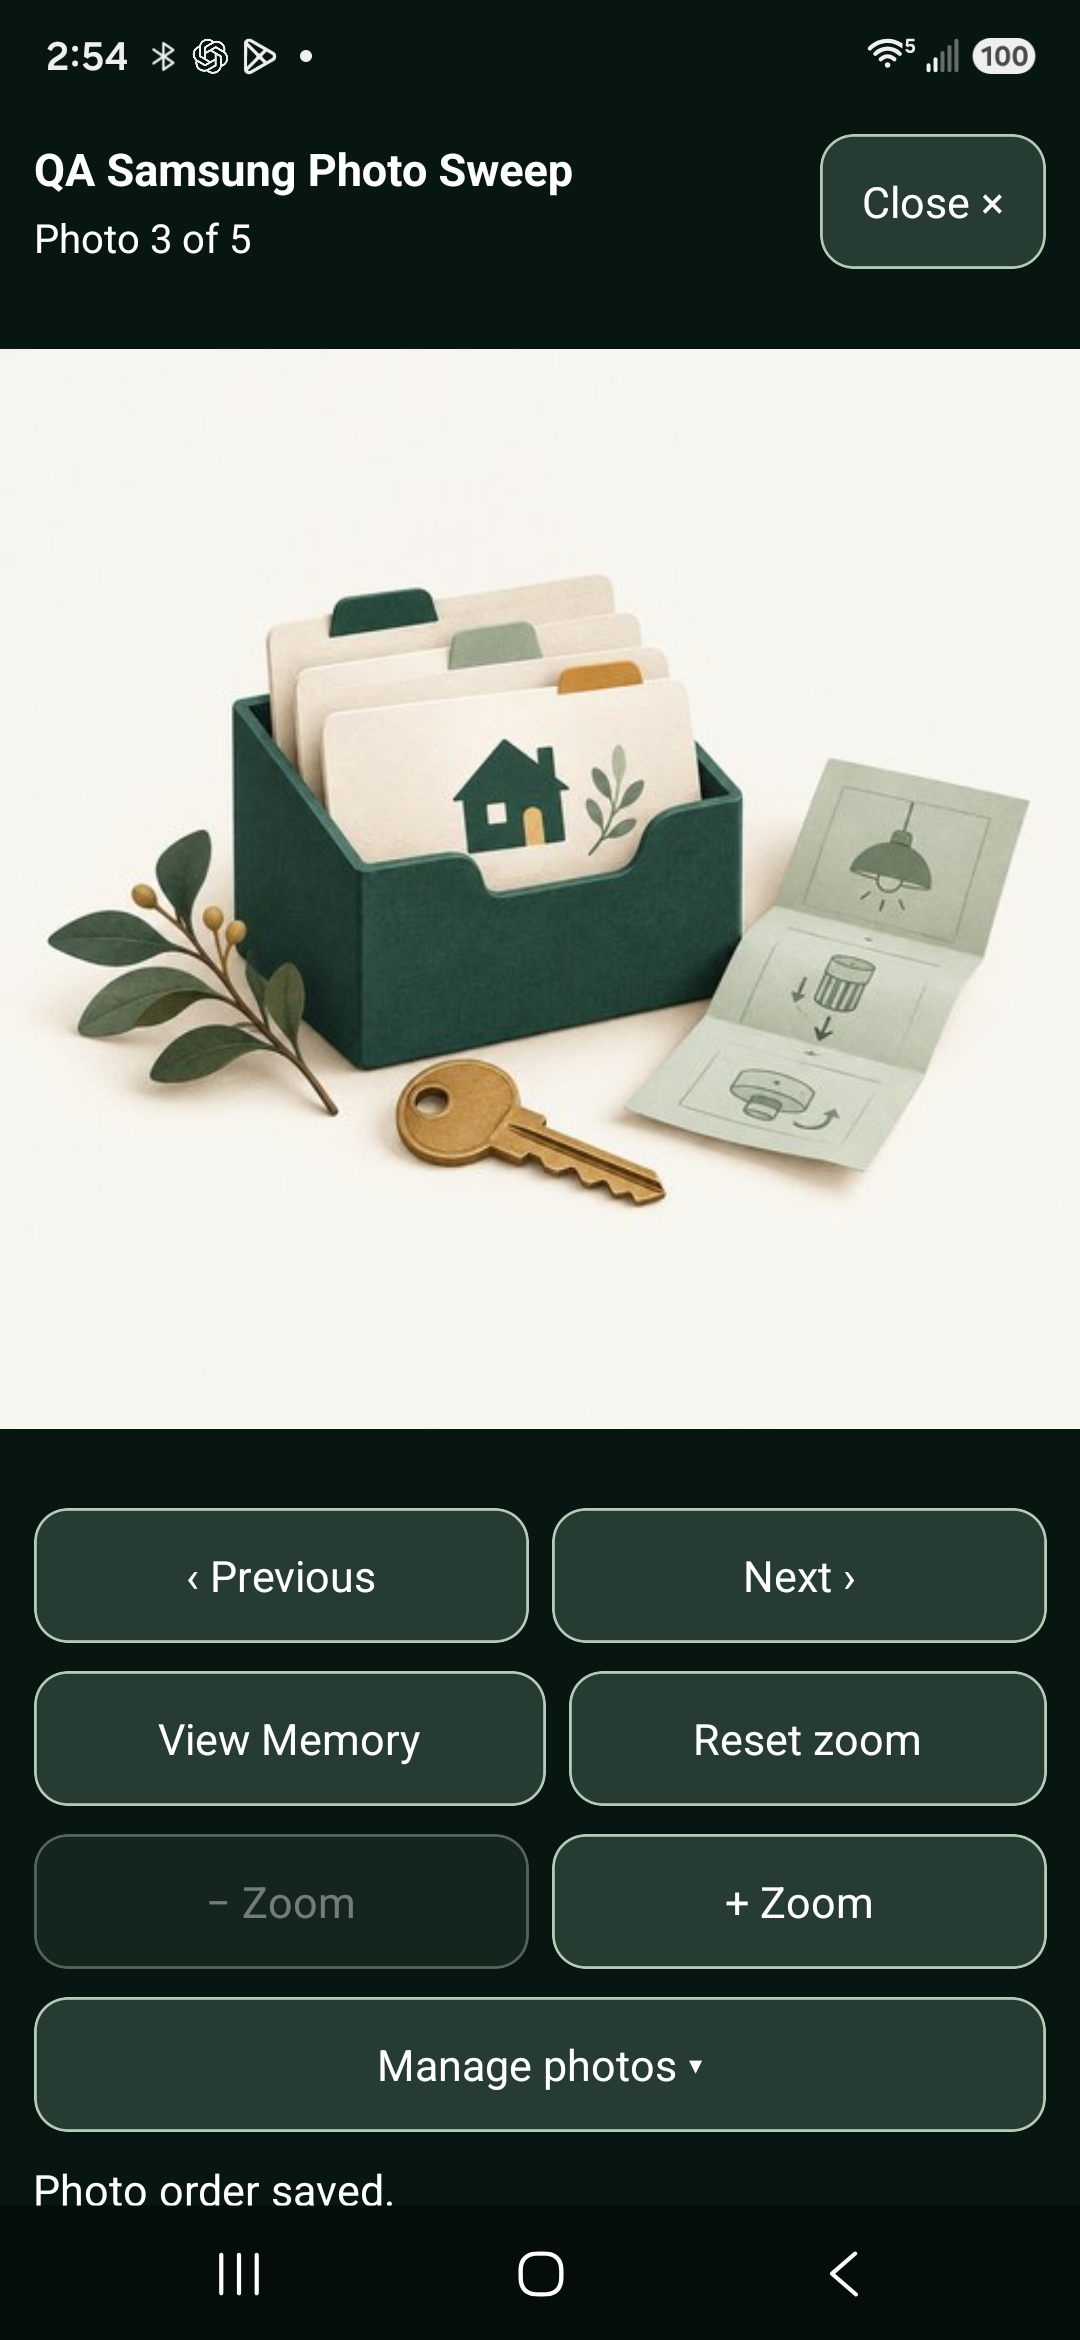 2:54
5
100
QA Samsung Photo Sweep
Photo 3 of 5
Close ×
‹ Previous
Next ›
View Memory
Reset zoom
− Zoom
+ Zoom
Manage photos ▾
Photo order saved.